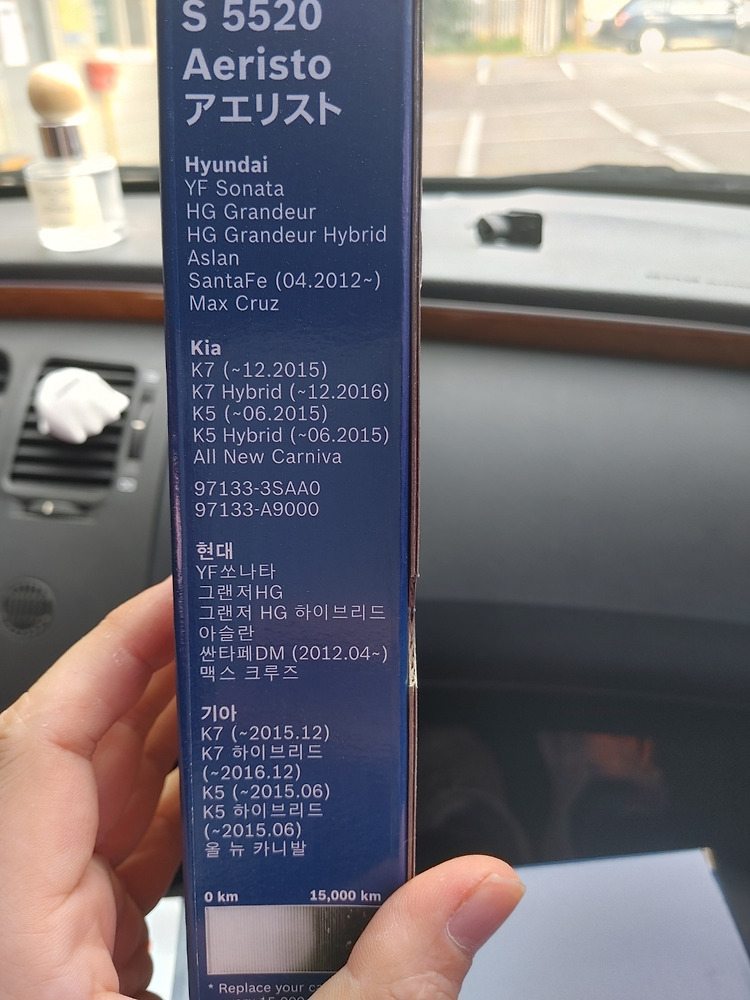 S 5520
Aeristo
アエリスト
Hyundai
YF Sonata
HG Grandeur
HG Grandeur Hybrid
Aslan
SantaFe (04.2012~)
Max Cruz
Kia
K7 (~12.2015)
K7 Hybrid (~12.2016)
K5 (~06.2015)
K5 Hybrid (~06.2015)
All New Carniva
97133-3SAA0
97133-A9000
현대
YF쏘나타
그랜저HG
그랜저 HG 하이브리드
아슬란
싼타페DM (2012.04~)
맥스 크루즈
기아
K7 (~2015.12)
K7 하이브리드
(~2016.12)
K5 (~2015.06)
K5 하이브리드
(~2015.06)
올 뉴 카니발
0 km 15,000 km
* Replace your